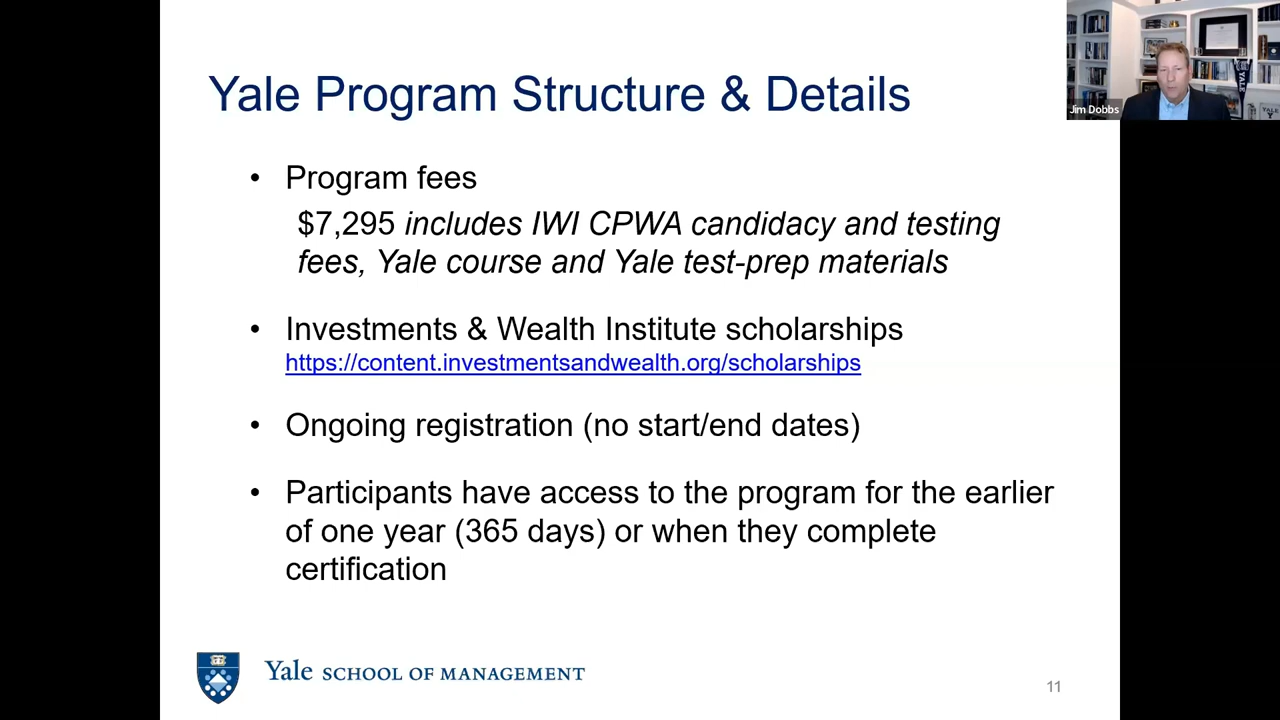 Yale Program Structure & Details
Jim Dobbs
YALE
YALE
• Program fees
$7,295 includes IWI CPWA candidacy and testing
fees, Yale course and Yale test-prep materials
• Investments & Wealth Institute scholarships
https://content.investmentsandwealth.org/scholarships
• Ongoing registration (no start/end dates)
• Participants have access to the program for the earlier
of one year (365 days) or when they complete
certification
Yale SCHOOL OF MANAGEMENT
11